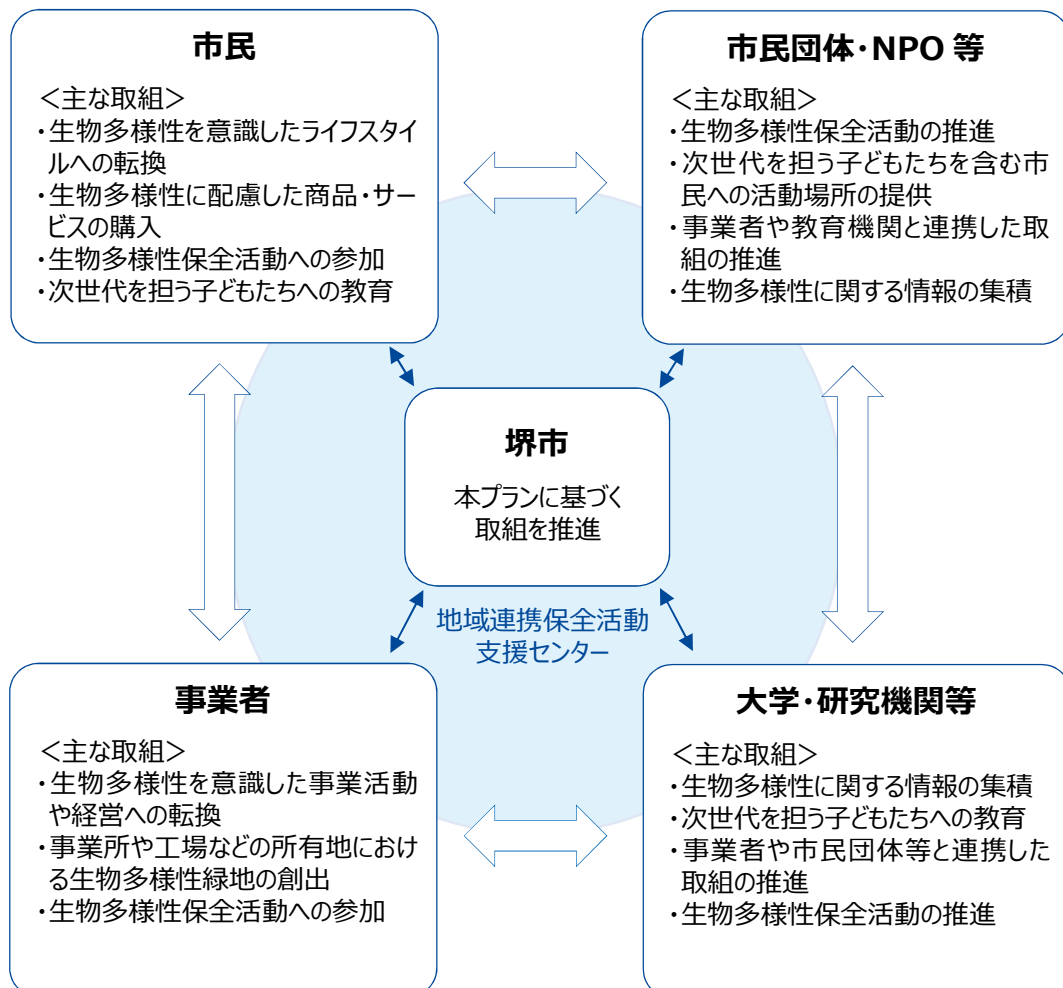 市民
＜主な取組＞
・生物多様性を意識したライフスタイ
ルへの転換
・生物多様性に配慮した商品・サー
ビスの購入
・生物多様性保全活動への参加
・次世代を担う子どもたちへの教育
市民団体・NPO 等
＜主な取組＞
・生物多様性保全活動の推進
・次世代を担う子どもたちを含む市
民への活動場所の提供
・事業者や教育機関と連携した取
組の推進
・生物多様性に関する情報の集積
堺市
本プランに基づく
取組を推進
地域連携保全活動
支援センター
事業者
＜主な取組＞
・生物多様性を意識した事業活動
や経営への転換
・事業所や工場などの所有地におけ
る生物多様性緑地の創出
・生物多様性保全活動への参加
大学・研究機関等
＜主な取組＞
・生物多様性に関する情報の集積
・次世代を担う子どもたちへの教育
・事業者や市民団体等と連携した
取組の推進
・生物多様性保全活動の推進